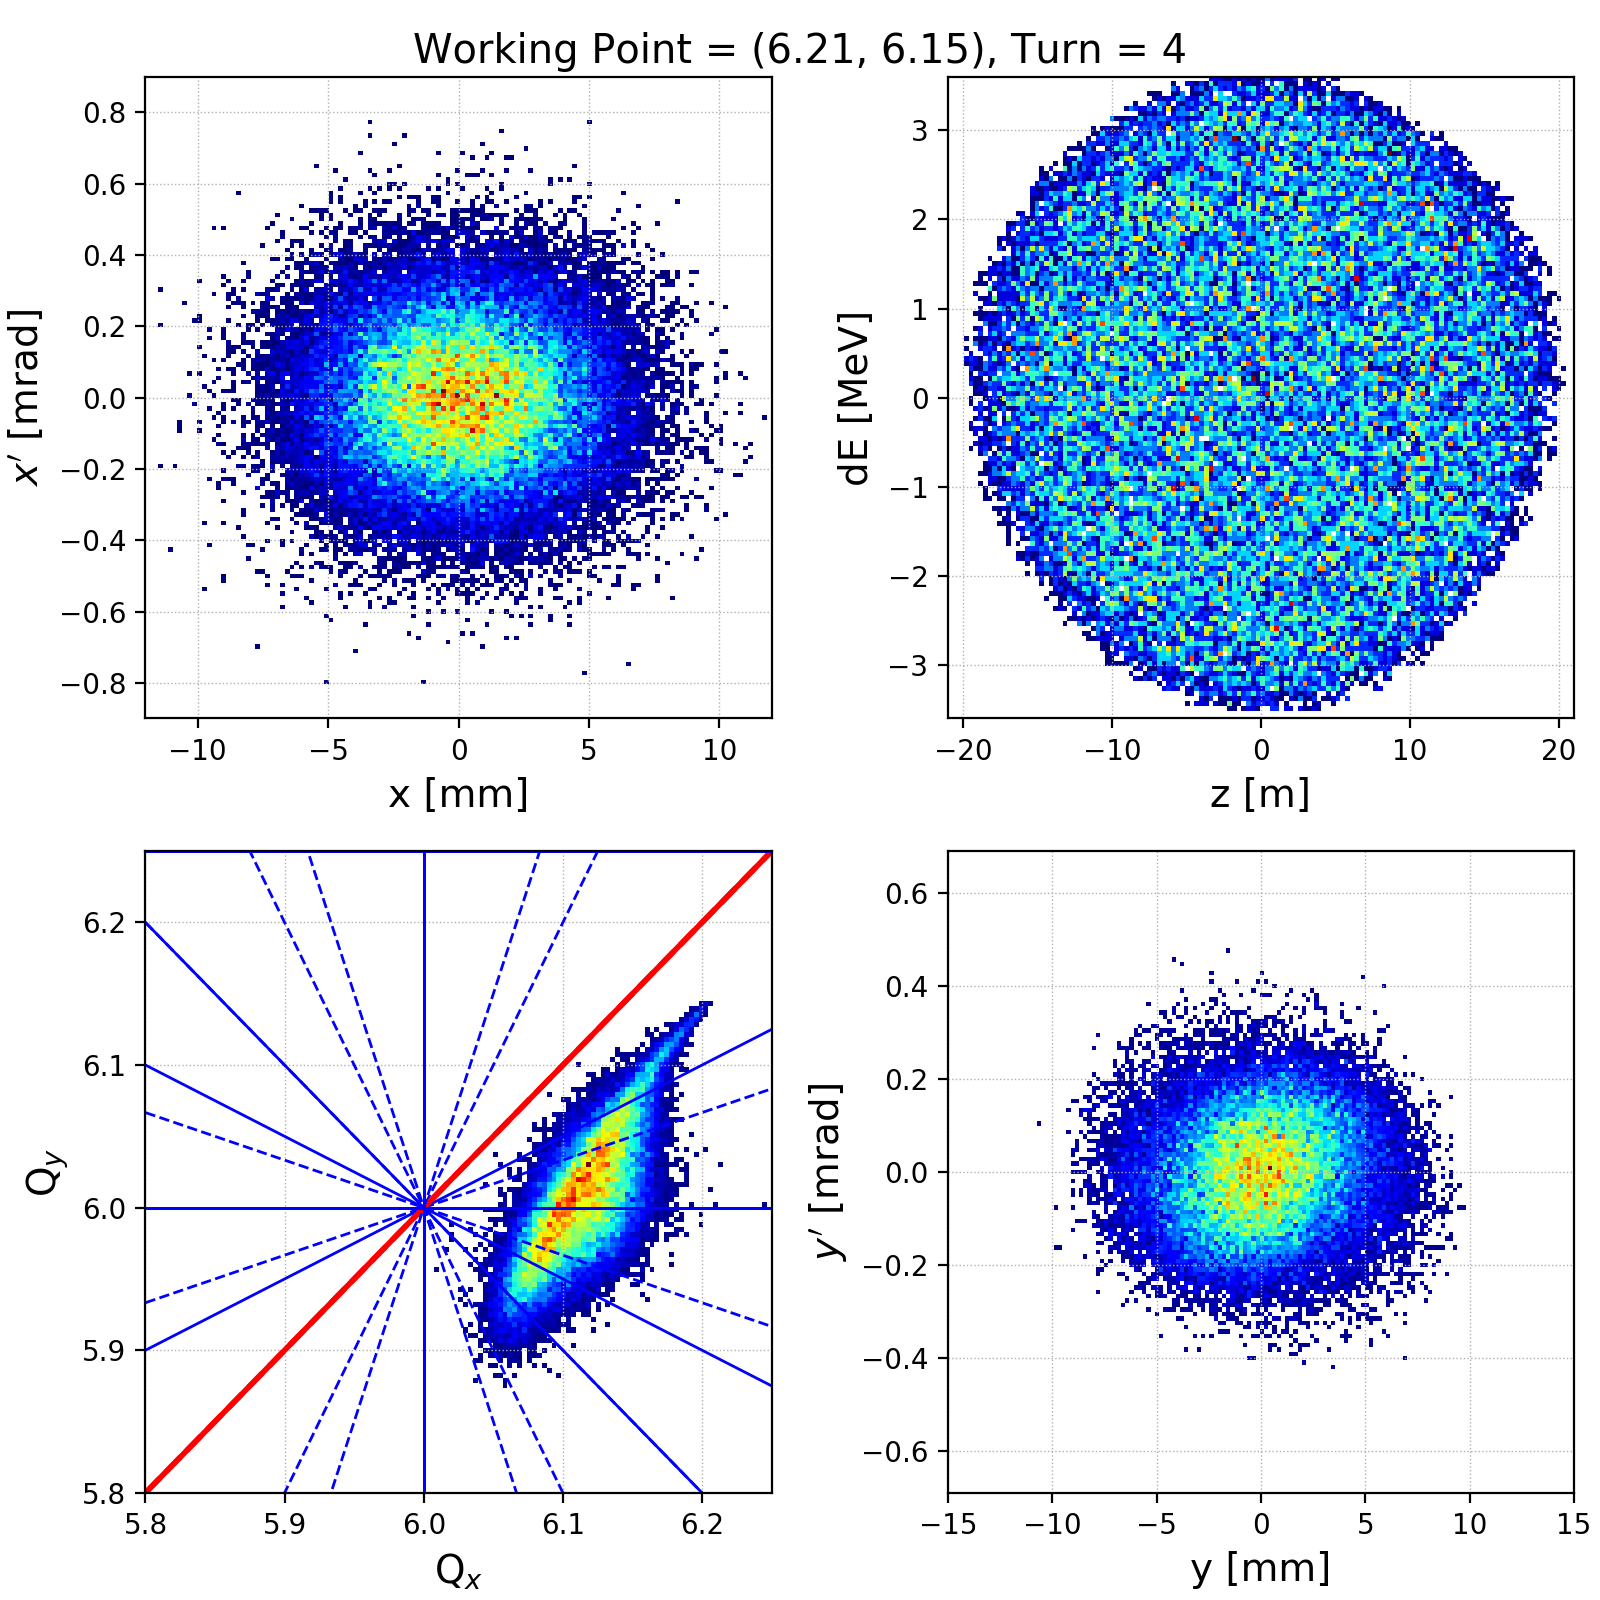 Working Point = (6.21, 6.15), Turn = 4
0.8
0.6
0.4
0.2
0.0
−0.2
−0.4
−0.6
−0.8
x′ [mrad]
−10 −5 0 5 10
x [mm]
3
2
1
0
−1
−2
−3
dE [MeV]
−20 −10 0 10 20
z [m]
6.2
6.1
6.0
5.9
5.8
Qy
5.8 5.9 6.0 6.1 6.2
Qx
0.6
0.4
0.2
0.0
−0.2
−0.4
−0.6
y′ [mrad]
−15 −10 −5 0 5 10 15
y [mm]